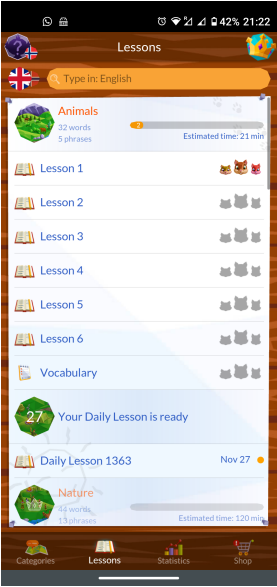 42% 21:22
Lessons
Type in: English
Animals
32 words
5 phrases
2
Estimated time: 21 min
Lesson 1
Lesson 2
Lesson 3
Lesson 4
Lesson 5
Lesson 6
Vocabulary
27
Your Daily Lesson is ready
Daily Lesson 1363
Nov 27
Nature
44 words
13 phrases
Estimated time: 120 min
Categories
Lessons
Statistics
Shop